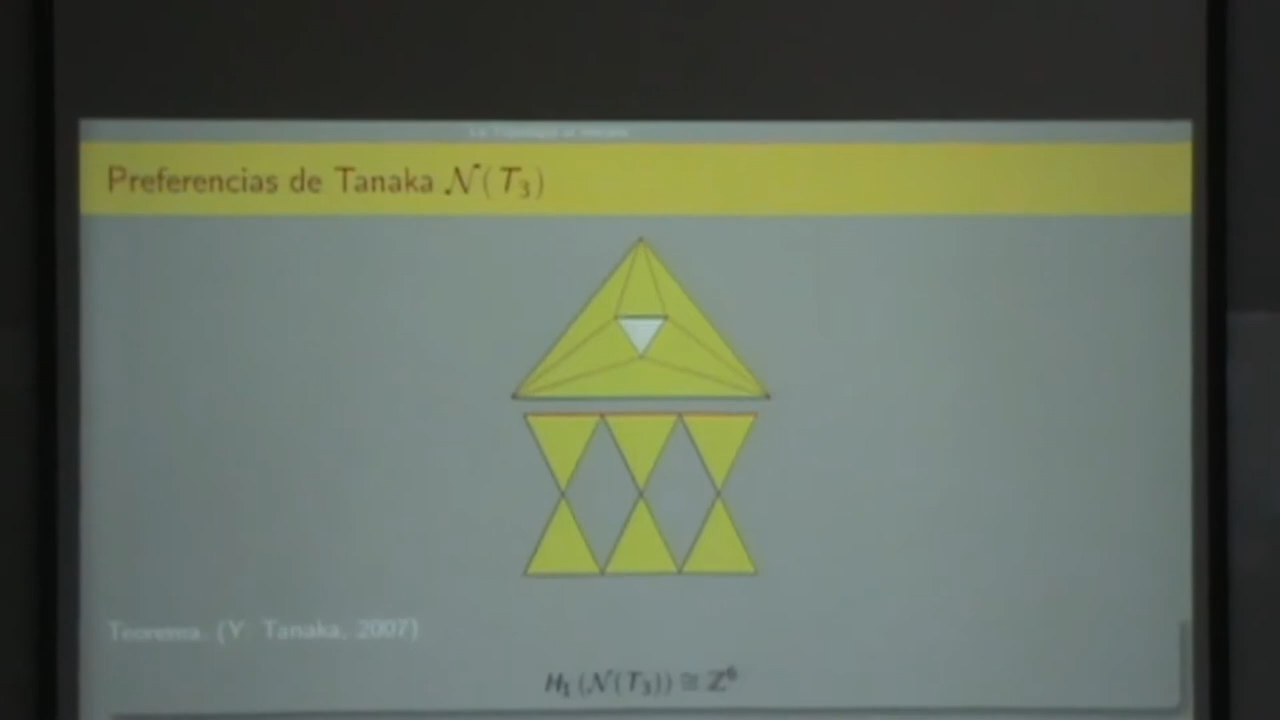 Preferencias de Tanaka 𝒩(T₃)
Teorema. (Y. Tanaka, 2007)
H₁(𝒩(T₃)) ≅ ℤ⁶